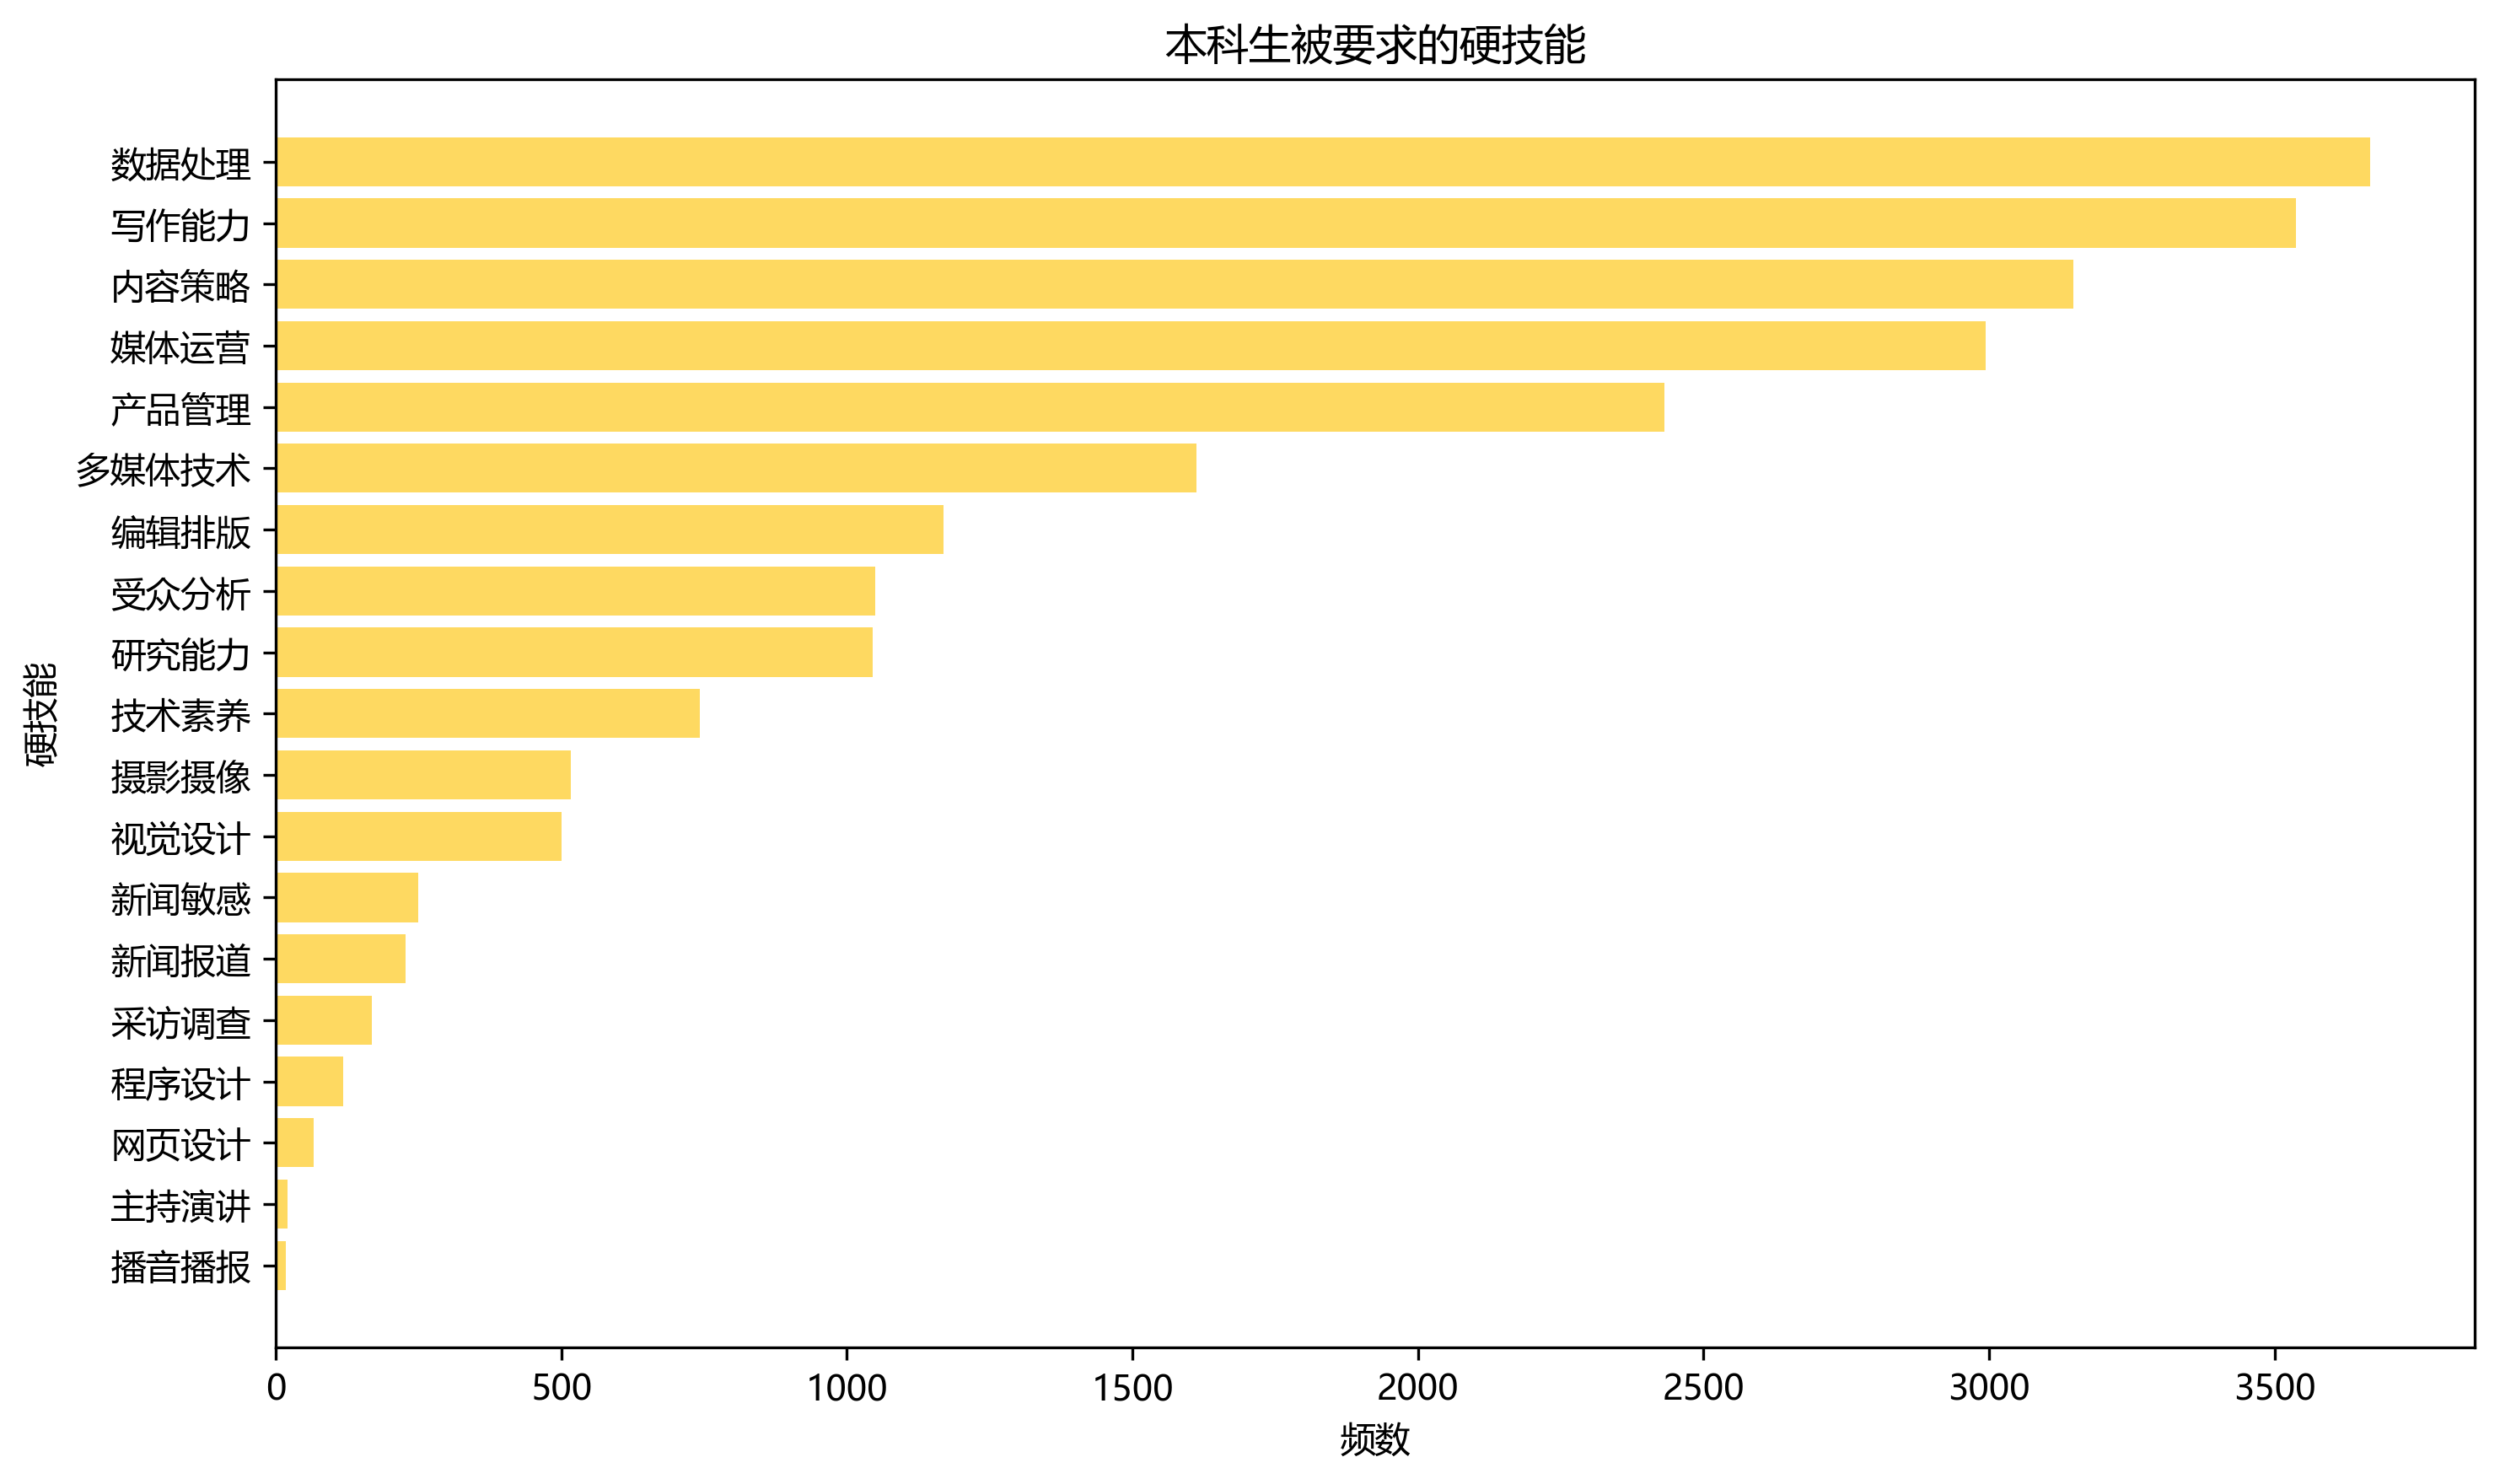 本科生被要求的硬技能
硬技能
数据处理
写作能力
内容策略
媒体运营
产品管理
多媒体技术
编辑排版
受众分析
研究能力
技术素养
摄影摄像
视觉设计
新闻敏感
新闻报道
采访调查
程序设计
网页设计
主持演讲
播音播报
0 500 1000 1500 2000 2500 3000 3500
频数